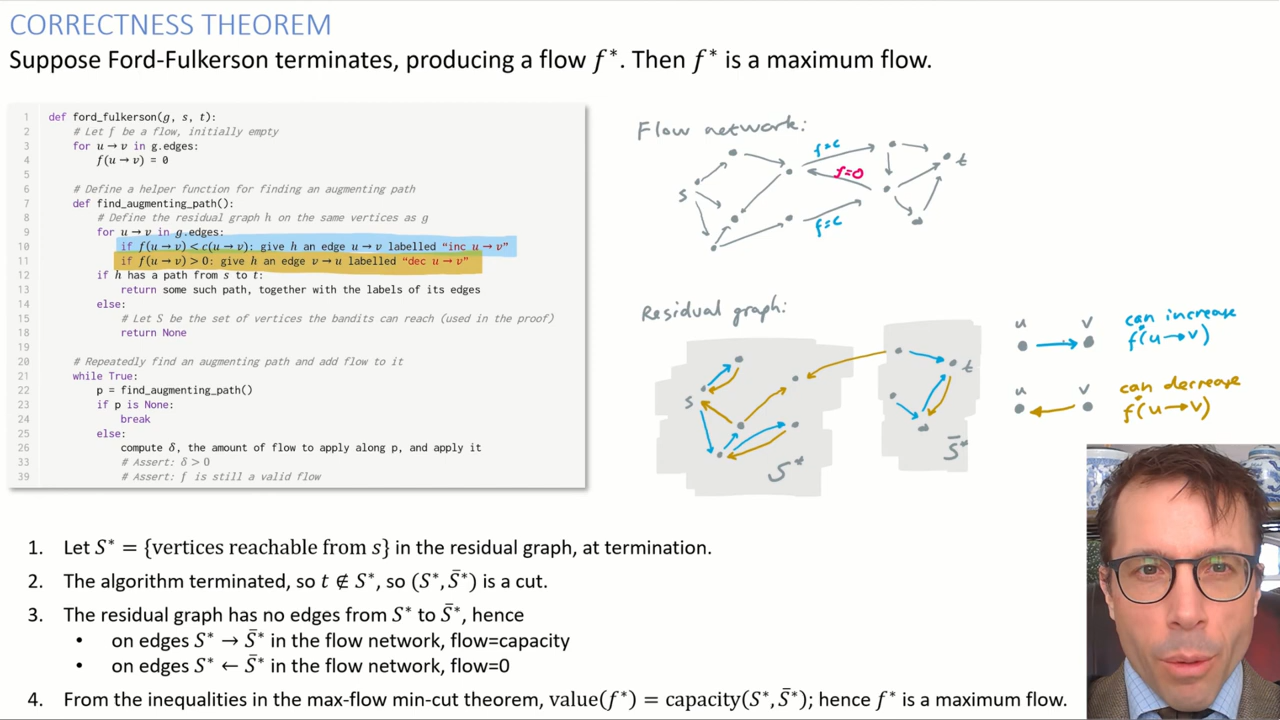 CORRECTNESS THEOREM
Suppose Ford-Fulkerson terminates, producing a flow f*. Then f* is a maximum flow.
1 def ford_fulkerson(g, s, t):
2 # Let f be a flow, initially empty
3 for u → v in g.edges:
4 f(u → v) = 0
5
6 # Define a helper function for finding an augmenting path
7 def find_augmenting_path():
8 # Define the residual graph h on the same vertices as g
9 for u → v in g.edges:
10 if f(u → v) < c(u → v): give h an edge u → v labelled “inc u → v”
11 if f(u → v) > 0: give h an edge v → u labelled “dec u → v”
12 if h has a path from s to t:
13 return some such path, together with the labels of its edges
14 else:
15 # Let S be the set of vertices the bandits can reach (used in the proof)
18 return None
19
20 # Repeatedly find an augmenting path and add flow to it
21 while True:
22 p = find_augmenting_path()
23 if p is None:
24 break
25 else:
26 compute δ, the amount of flow to apply along p, and apply it
33 # Assert: δ > 0
39 # Assert: f is still a valid flow
Flow network:
s
f=c
f=0
f=c
t
Residual graph:
s
S*
t
S̄*
u v can increase
f(u→v)
u v can decrease
f(u→v)
1. Let S* = {vertices reachable from s} in the residual graph, at termination.
2. The algorithm terminated, so t ∉ S*, so (S*, S̄*) is a cut.
3. The residual graph has no edges from S* to S̄*, hence
• on edges S* → S̄* in the flow network, flow=capacity
• on edges S* ← S̄* in the flow network, flow=0
4. From the inequalities in the max-flow min-cut theorem, value(f*) = capacity(S*, S̄*); hence f* is a maximum flow.